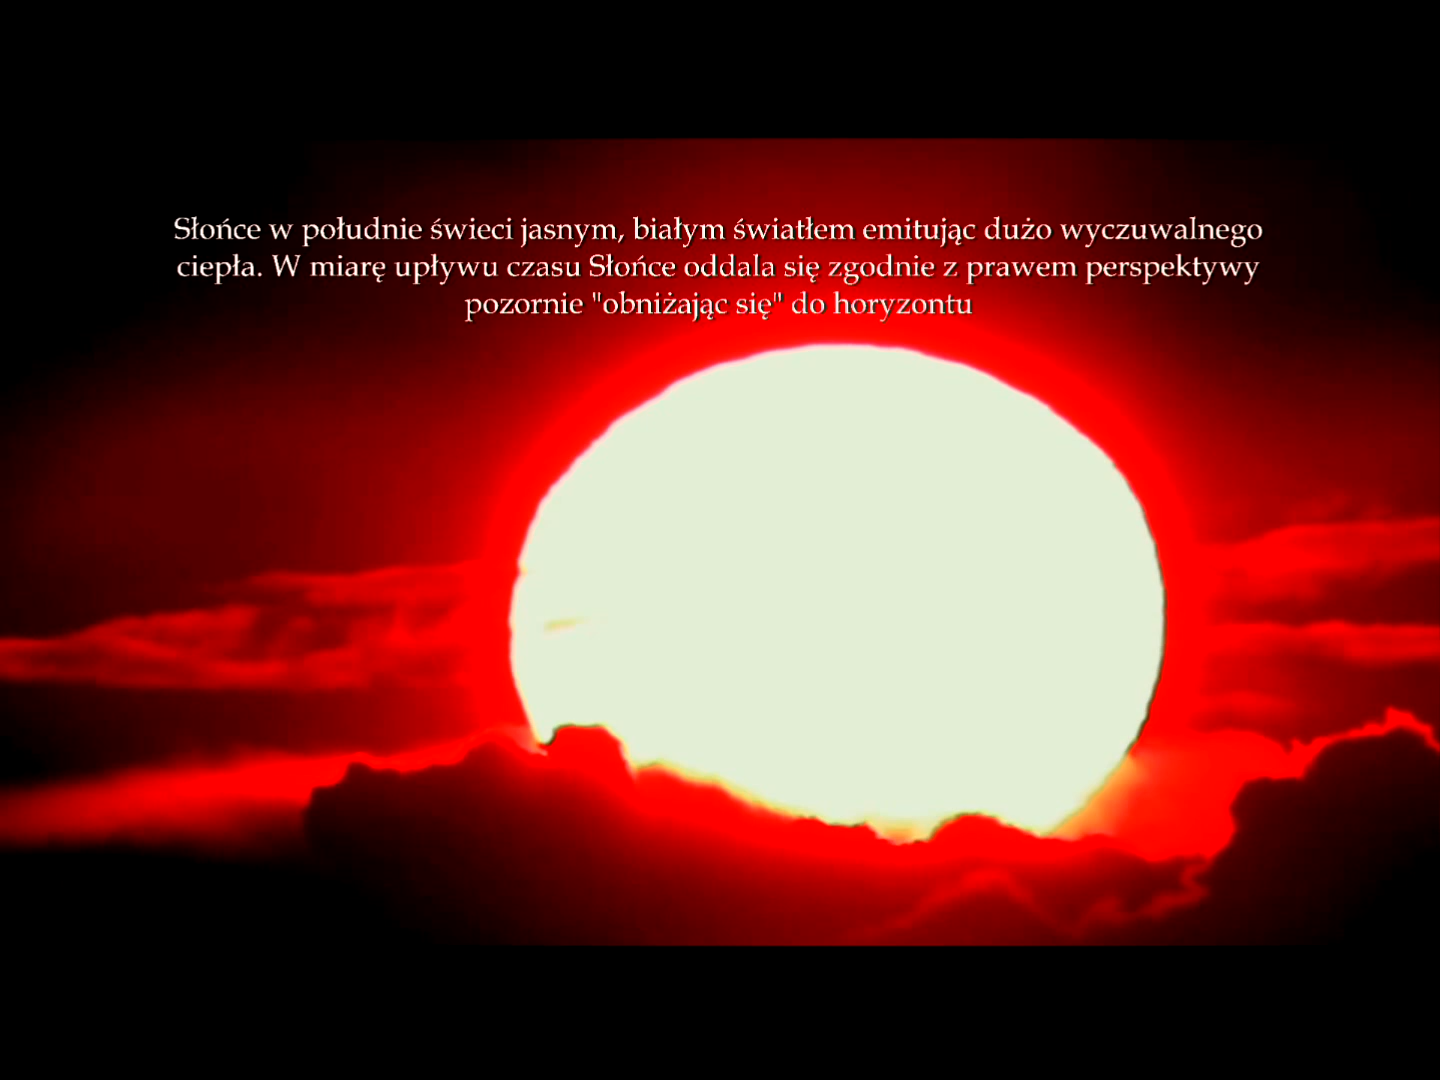 Słońce w południe świeci jasnym, białym światłem emitując dużo wyczuwalnego
ciepła. W miarę upływu czasu Słońce oddala się zgodnie z prawem perspektywy
pozornie "obniżając się" do horyzontu